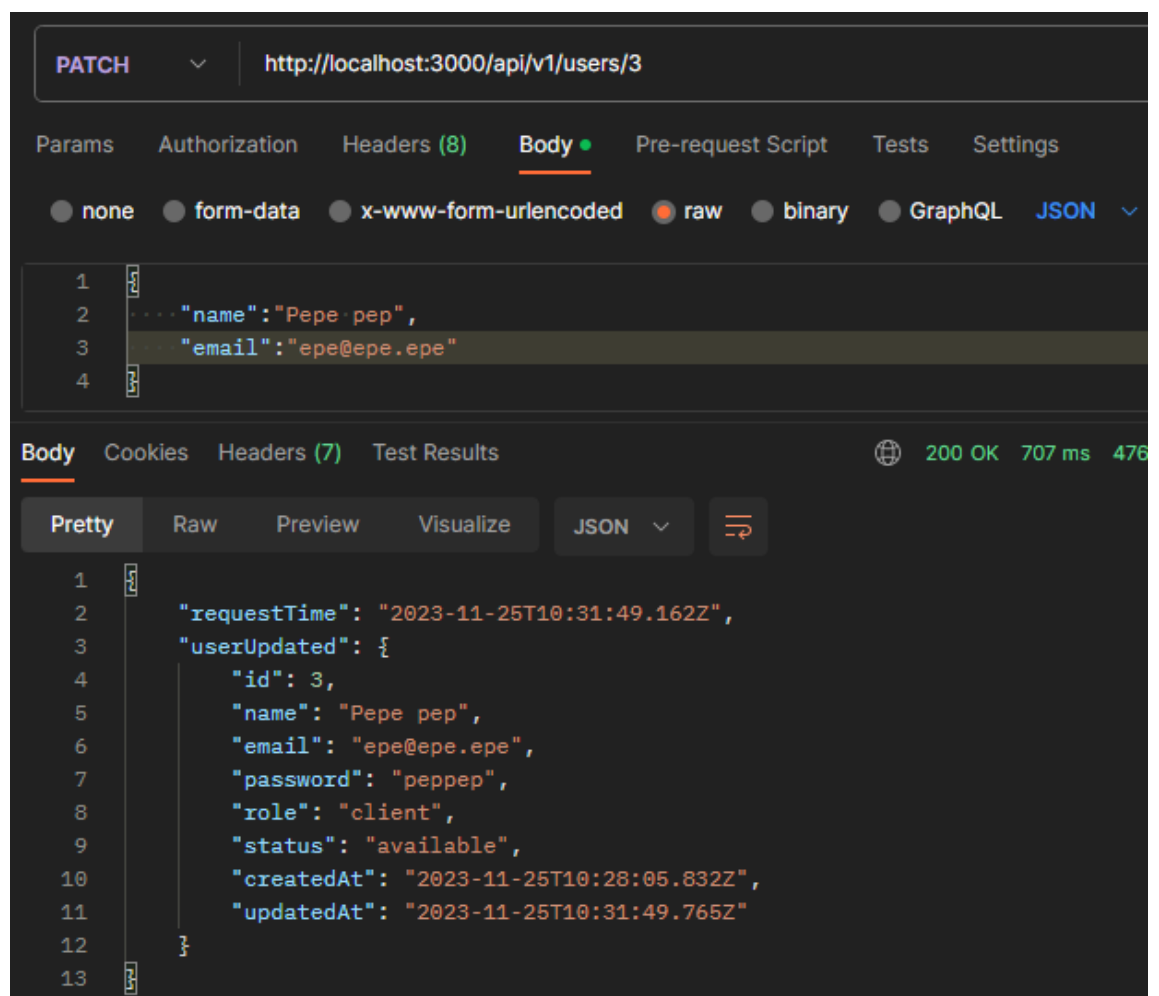 PATCH http://localhost:3000/api/v1/users/3
Params Authorization Headers (8) Body Pre-request Script Tests Settings
none form-data x-www-form-urlencoded raw binary GraphQL JSON
1 {
2 "name":"Pepe pep",
3 "email":"epe@epe.epe"
4 }
Body Cookies Headers (7) Test Results 200 OK 707 ms 476
Pretty Raw Preview Visualize JSON
1 {
2 "requestTime": "2023-11-25T10:31:49.162Z",
3 "userUpdated": {
4 "id": 3,
5 "name": "Pepe pep",
6 "email": "epe@epe.epe",
7 "password": "peppep",
8 "role": "client",
9 "status": "available",
10 "createdAt": "2023-11-25T10:28:05.832Z",
11 "updatedAt": "2023-11-25T10:31:49.765Z"
12 }
13 }